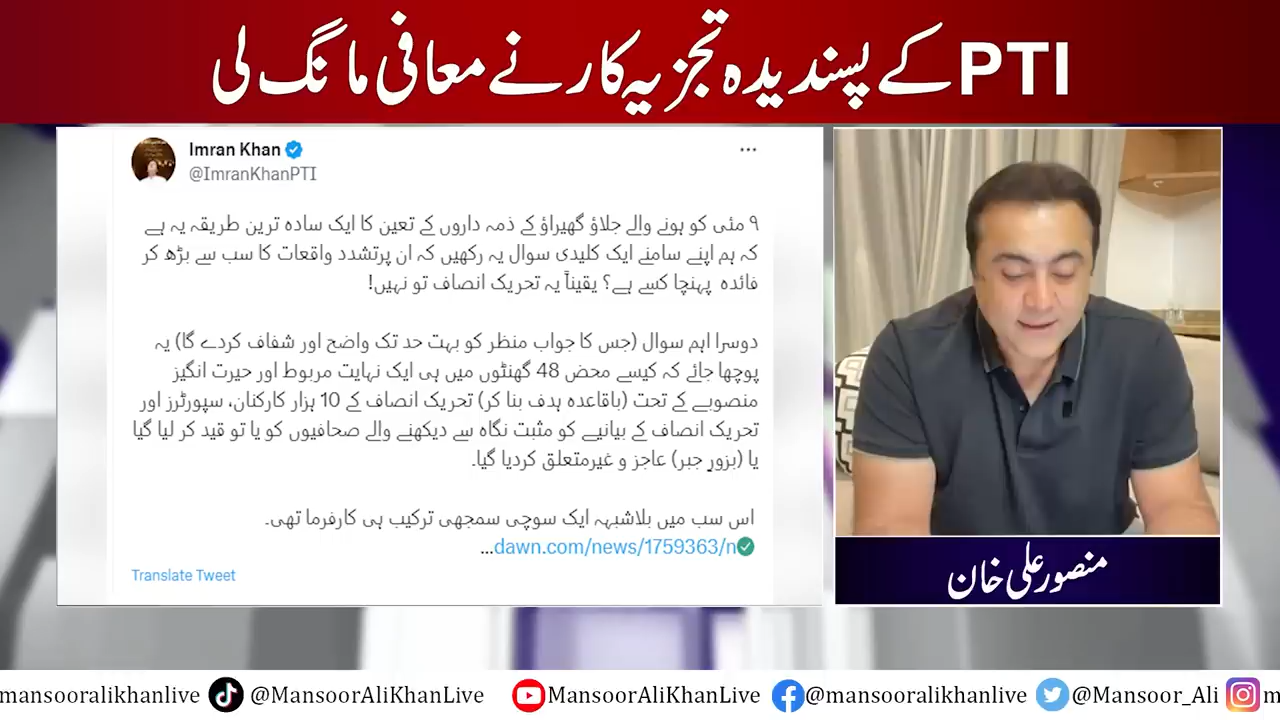 PTI کے پسندیدہ تجزیہ کار نے معافی مانگ لی
Imran Khan
@ImranKhanPTI
۹ مئی کو ہونے والے جلاؤ گھیراؤ کے ذمہ داروں کے تعین کا ایک سادہ ترین طریقہ یہ ہے
کہ ہم اپنے سامنے ایک کلیدی سوال یہ رکھیں کہ ان پرتشدد واقعات کا سب سے بڑھ کر
فائدہ پہنچا کسے ہے؟ یقیناً یہ تحریک انصاف تو نہیں!
دوسرا اہم سوال (جس کا جواب منظر کو بہت حد تک واضح اور شفاف کردے گا) یہ
پوچھا جائے کہ کیسے محض 48 گھنٹوں میں ہی ایک نہایت مربوط اور حیرت انگیز
منصوبے کے تحت (باقاعدہ ہدف بنا کر) تحریک انصاف کے 10 ہزار کارکنان، سپورٹرز اور
تحریک انصاف کے بیانیے کو مثبت نگاہ سے دیکھنے والے صحافیوں کو یا تو قید کر لیا گیا
یا (بزورِ جبر) عاجز و غیرمتعلق کردیا گیا۔
اس سب میں بلاشبہہ ایک سوچی سمجھی ترکیب ہی کارفرما تھی۔
dawn.com/news/1759363/n…
Translate Tweet
منصور علی خان
mansooralikhanlive @MansoorAliKhanLive MansoorAliKhanLive @mansooralikhanlive @Mansoor_Ali m